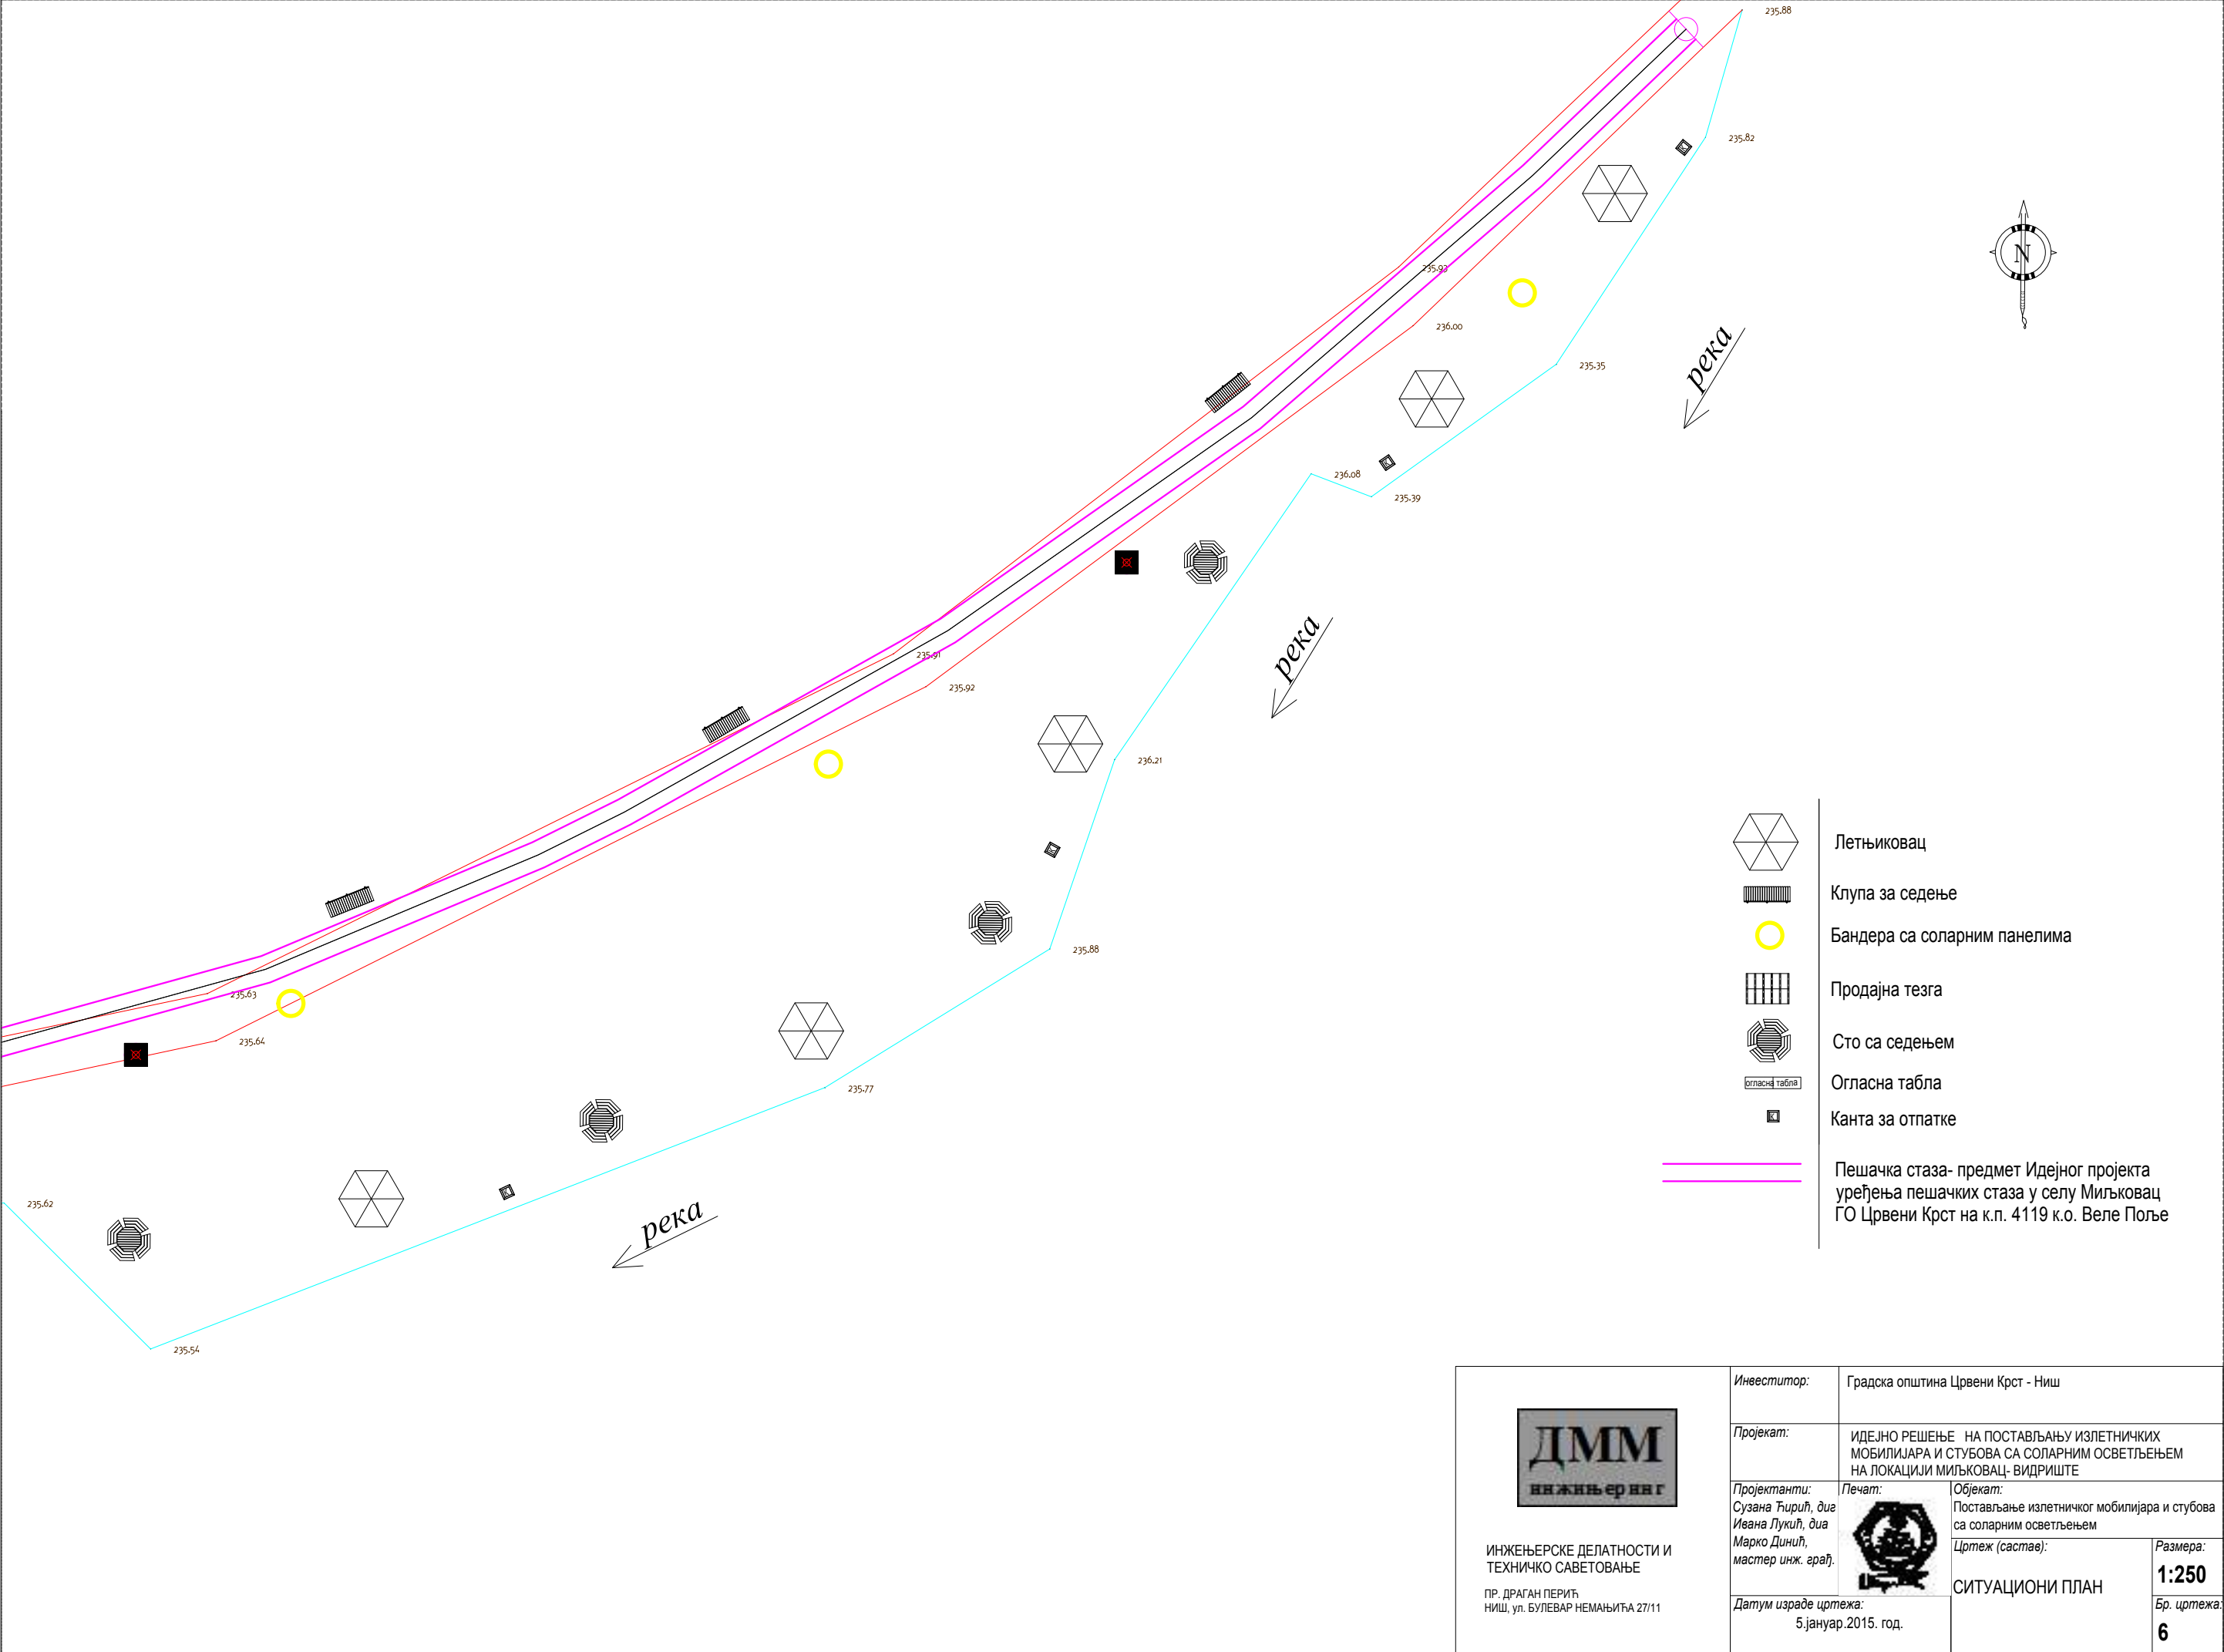 235.88
235.82
N
235.93
236.00
235.35
река
236.08
235.39
река
235.91
235.92
236.21
235.88
235.63
235.64
235.77
235.62
река
235.54
Летњиковац
Клупа за седење
Бандера са соларним панелима
Продајна тезга
Сто са седењем
огласна табла
Огласна табла
Канта за отпатке
Пешачка стаза- предмет Идејног пројекта
уређења пешачких стаза у селу Миљковац
ГО Црвени Крст на к.п. 4119 к.о. Веле Поље
ДММ
инжињеринг
ИНЖЕЊЕРСКЕ ДЕЛАТНОСТИ И
ТЕХНИЧКО САВЕТОВАЊЕ
ПР. ДРАГАН ПЕРИЋ
НИШ, ул. БУЛЕВАР НЕМАЊИЋА 27/11
Инвеститор:
Градска општина Црвени Крст - Ниш
Пројекат:
ИДЕЈНО РЕШЕЊЕ НА ПОСТАВЉАЊУ ИЗЛЕТНИЧКИХ
МОБИЛИЈАРА И СТУБОВА СА СОЛАРНИМ ОСВЕТЉЕЊЕМ
НА ЛОКАЦИЈИ МИЉКОВАЦ- ВИДРИШТЕ
Пројектанти:
Сузана Ћирић, диг
Ивана Лукић, диа
Марко Динић,
мастер инж. грађ.
Печат:
Објекат:
Постављање излетничког мобилијара и стубова
са соларним осветљењем
Цртеж (састав):
СИТУАЦИОНИ ПЛАН
Размера:
1:250
Датум израде цртежа:
5.јануар.2015. год.
Бр. цртежа:
6